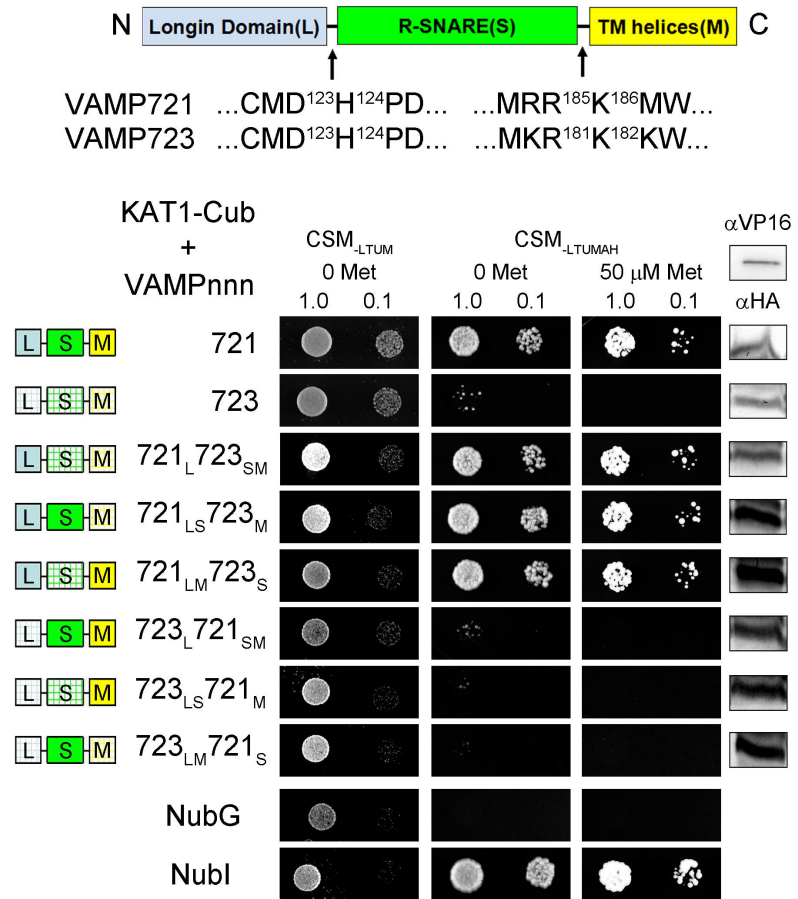 N Longin Domain(L) R-SNARE(S) TM helices(M) C
VAMP721 ...CMD¹²³H¹²⁴PD... ...MRR¹⁸⁵K¹⁸⁶MW...
VAMP723 ...CMD¹²³H¹²⁴PD... ...MKR¹⁸¹K¹⁸²KW...
KAT1-Cub
+
VAMPnnn
CSM-LTUM CSM-LTUMAH
0 Met 0 Met 50 µM Met
1.0 0.1 1.0 0.1 1.0 0.1
αVP16
αHA
L S M 721
L S M 723
L S M 721L723SM
L S M 721LS723M
L S M 721LM723S
L S M 723L721SM
L S M 723LS721M
L S M 723LM721S
NubG
NubI